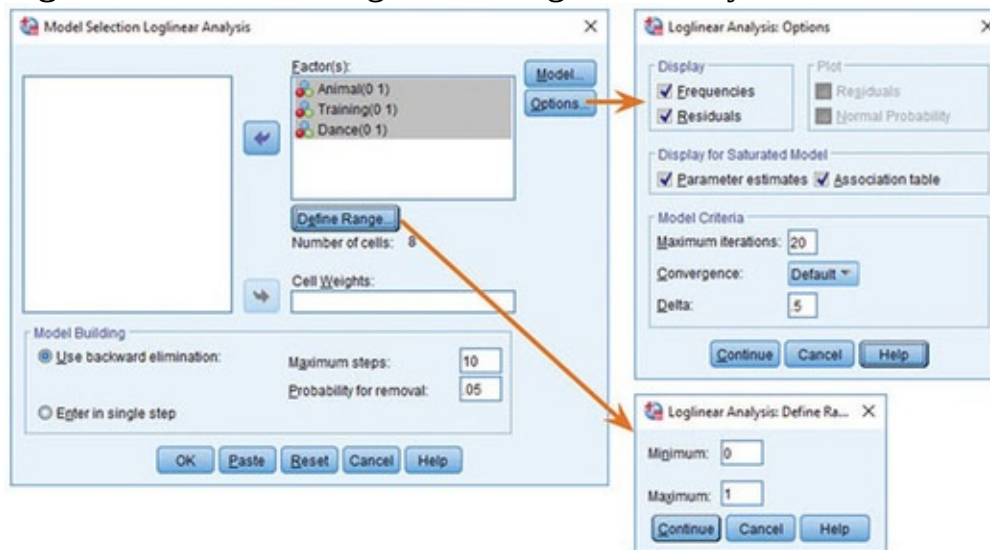 Model Selection Loglinear Analysis
Factor(s):
Animal(0 1)
Training(0 1)
Dance(0 1)
Model...
Options...
Define Range...
Number of cells: 8
Cell Weights:
Model Building
Use backward elimination:
Maximum steps: 10
Probability for removal: .05
Enter in single step
OK Paste Reset Cancel Help
Loglinear Analysis: Options
Display
Frequencies
Residuals
Plot
Residuals
Normal Probability
Display for Saturated Model
Parameter estimates Association table
Model Criteria
Maximum iterations: 20
Convergence: Default
Delta: .5
Continue Cancel Help
Loglinear Analysis: Define Ra...
Minimum: 0
Maximum: 1
Continue Cancel Help